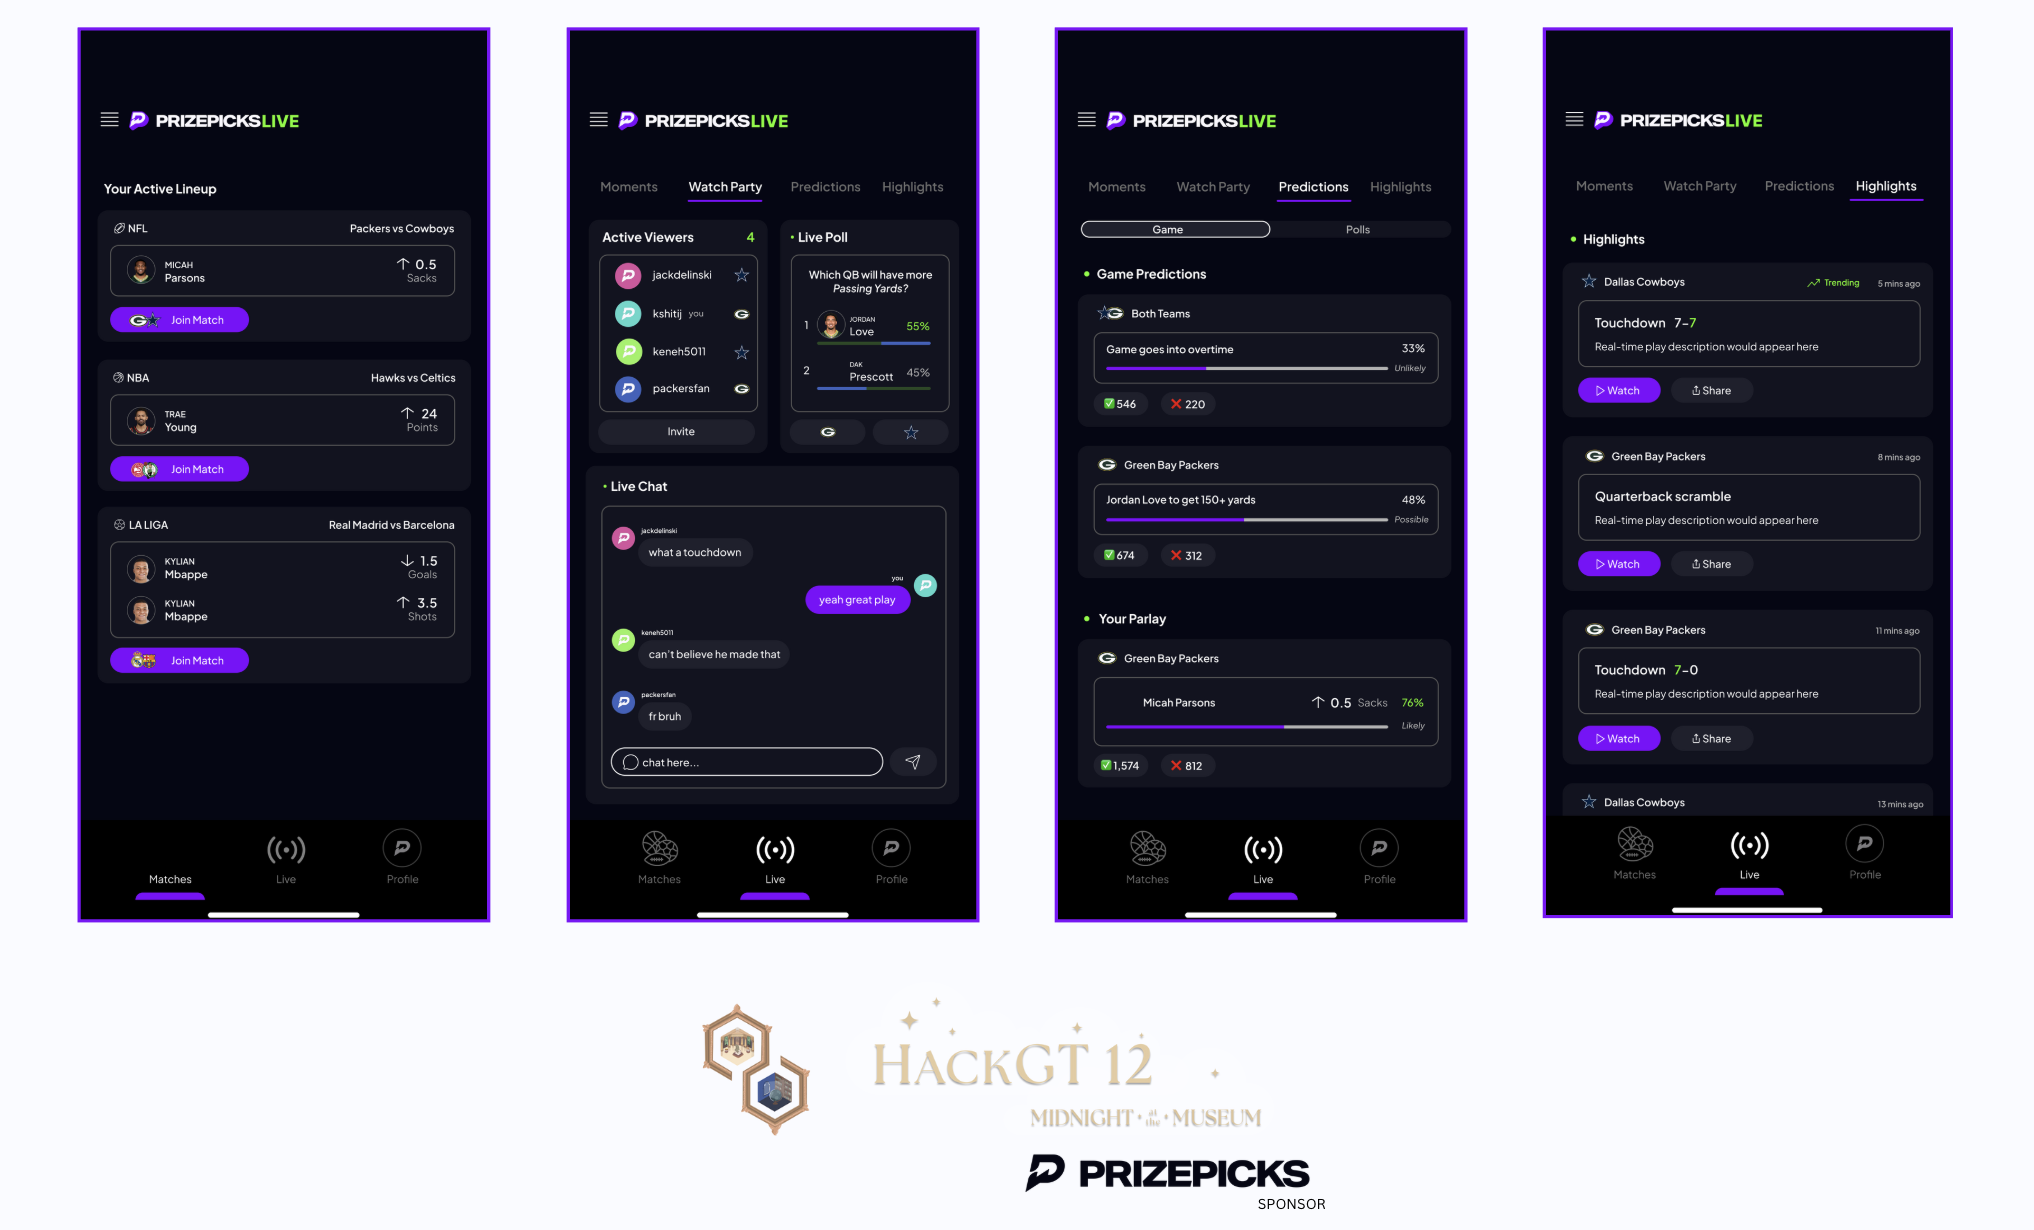 PRIZEPICKS LIVE
Your Active Lineup
NFL Packers vs Cowboys
MICAH
Parsons
↑ 0.5
Sacks
Join Match
NBA Hawks vs Celtics
TRAE
Young
↑ 24
Points
Join Match
LA LIGA Real Madrid vs Barcelona
KYLIAN
Mbappe
↓ 1.5
Goals
KYLIAN
Mbappe
↑ 3.5
Shots
Join Match
Matches Live Profile
PRIZEPICKS LIVE
Moments Watch Party Predictions Highlights
Active Viewers 4
jackdelinski
kshitij you
keneh5011
packersfan
Invite
Live Poll
Which QB will have more
Passing Yards?
1 JORDAN
Love 55%
2 DAK
Prescott 45%
Live Chat
jackdelinski
what a touchdown
you
yeah great play
keneh5011
can't believe he made that
packersfan
fr bruh
chat here...
Matches Live Profile
PRIZEPICKS LIVE
Moments Watch Party Predictions Highlights
Game Polls
Game Predictions
Both Teams
Game goes into overtime 33%
Unlikely
✅ 546 ❌ 220
Green Bay Packers
Jordan Love to get 150+ yards 48%
Possible
✅ 674 ❌ 312
Your Parlay
Green Bay Packers
Micah Parsons ↑ 0.5 Sacks 76%
Likely
✅ 1,574 ❌ 812
Matches Live Profile
PRIZEPICKS LIVE
Moments Watch Party Predictions Highlights
Highlights
Dallas Cowboys Trending 5 mins ago
Touchdown 7-7
Real-time play description would appear here
Watch Share
Green Bay Packers 8 mins ago
Quarterback scramble
Real-time play description would appear here
Watch Share
Green Bay Packers 11 mins ago
Touchdown 7-0
Real-time play description would appear here
Watch Share
Dallas Cowboys 13 mins ago
Matches Live Profile
HACKGT 12
MIDNIGHT · AT THE · MUSEUM
PRIZEPICKS
SPONSOR